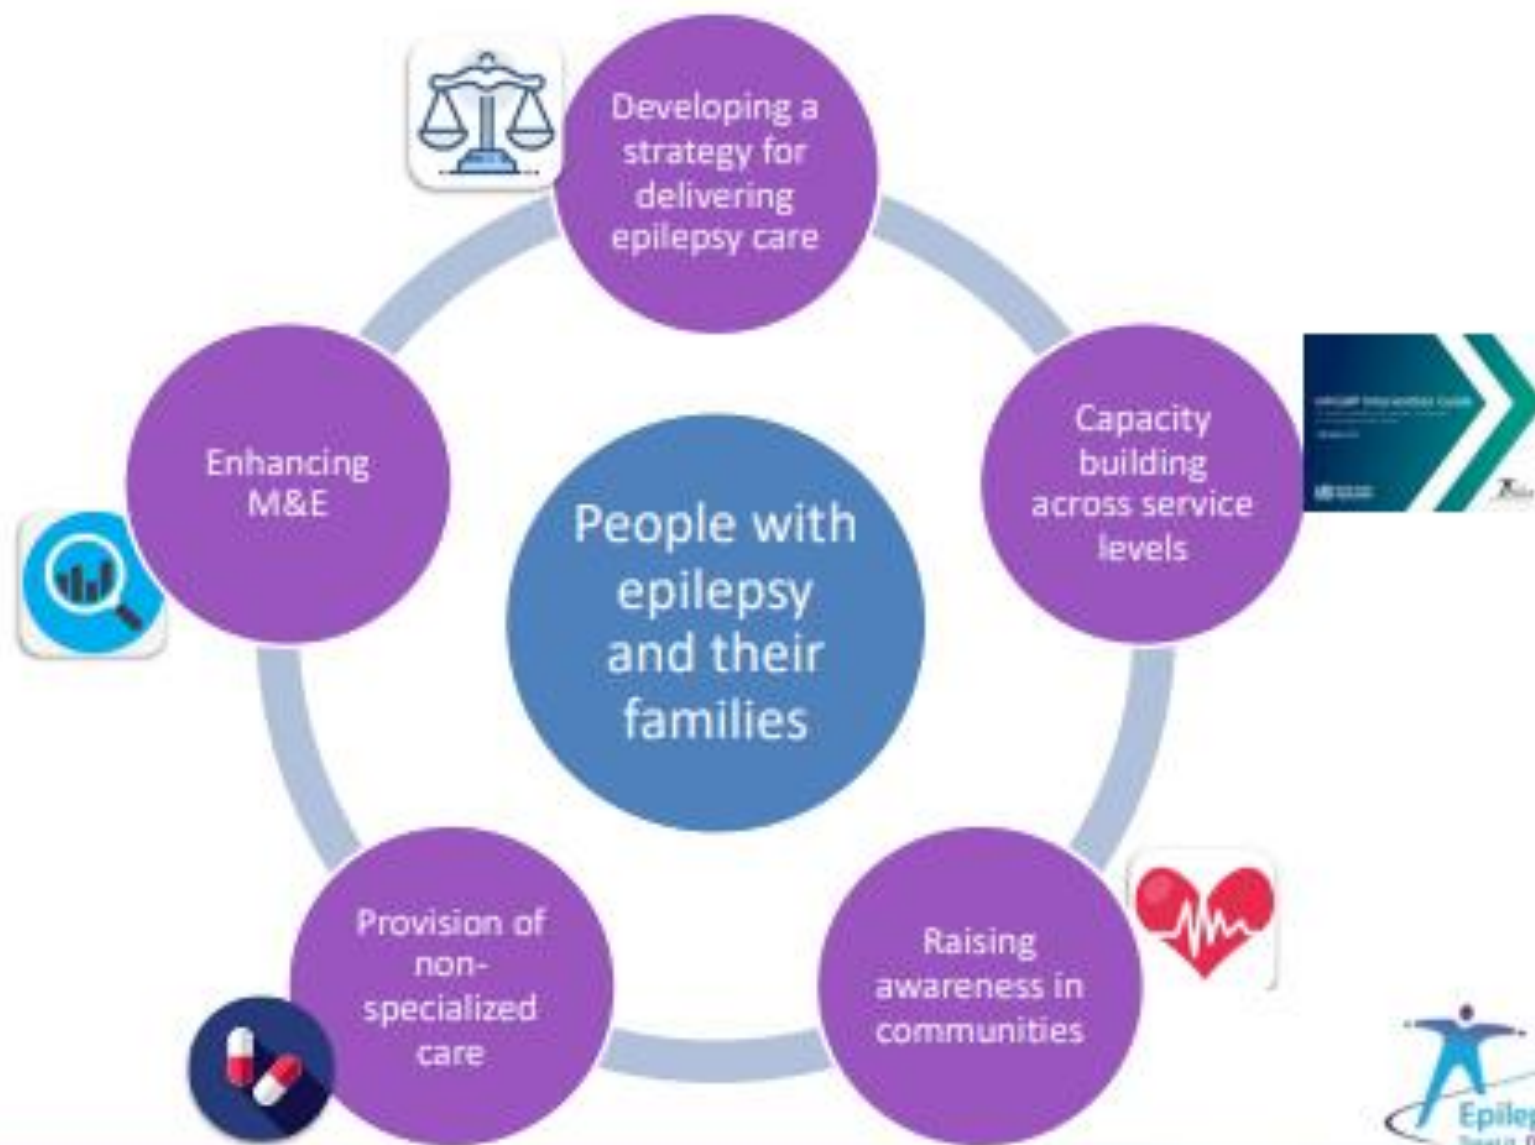 Developing a
strategy for
delivering
epilepsy care
Capacity
building
across service
levels
Enhancing
M&E
People with
epilepsy
and their
families
Provision of
non-
specialized
care
Raising
awareness in
communities